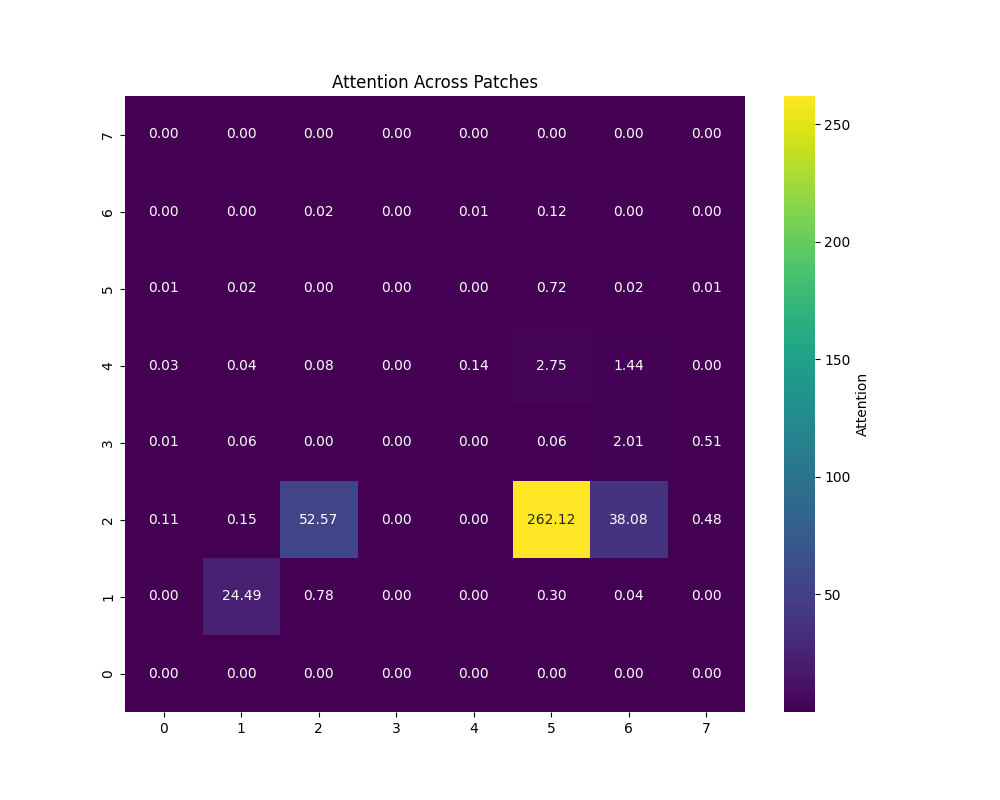 Attention Across Patches
7 0.00 0.00 0.00 0.00 0.00 0.00 0.00 0.00
6 0.00 0.00 0.02 0.00 0.01 0.12 0.00 0.00
5 0.01 0.02 0.00 0.00 0.00 0.72 0.02 0.01
4 0.03 0.04 0.08 0.00 0.14 2.75 1.44 0.00
3 0.01 0.06 0.00 0.00 0.00 0.06 2.01 0.51
2 0.11 0.15 52.57 0.00 0.00 262.12 38.08 0.48
1 0.00 24.49 0.78 0.00 0.00 0.30 0.04 0.00
0 0.00 0.00 0.00 0.00 0.00 0.00 0.00 0.00
0 1 2 3 4 5 6 7
250
200
150
100
50
Attention